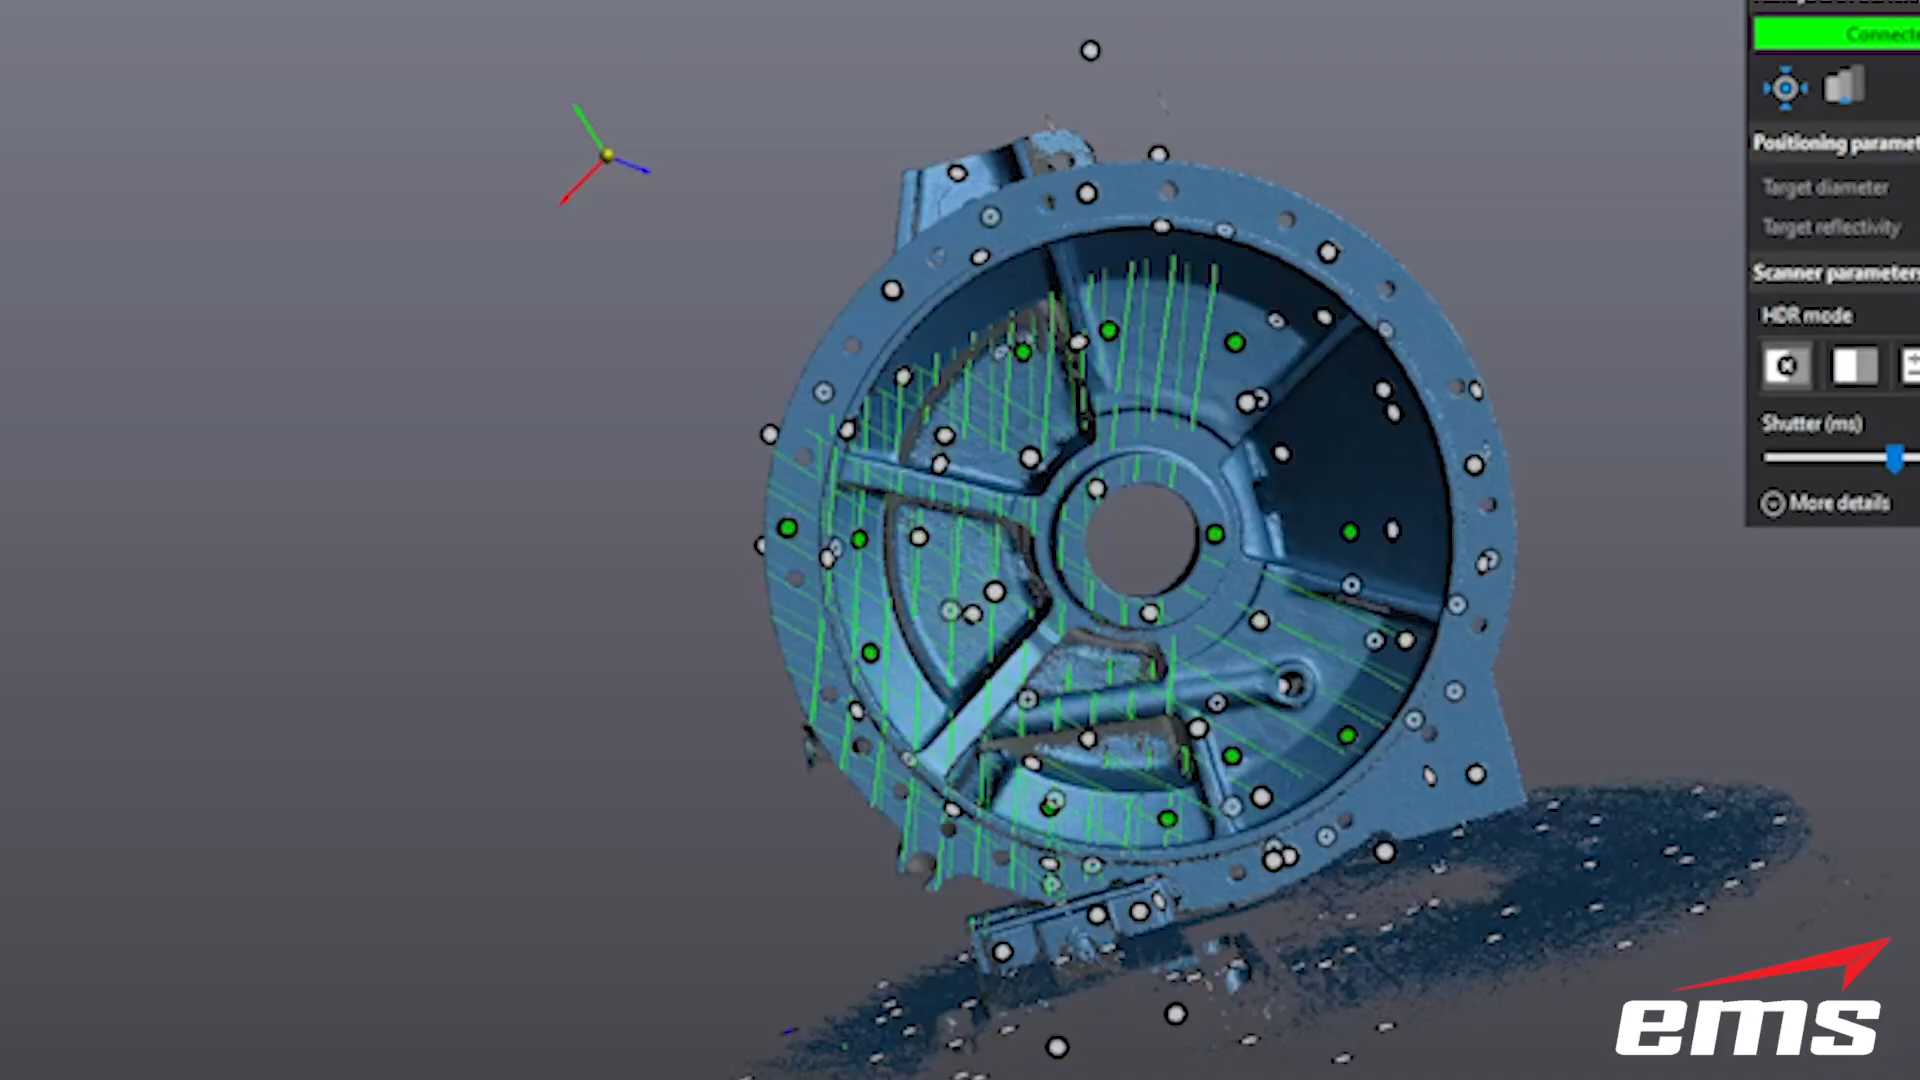 Connecte
Positioning paramet
Target diameter
Target reflectivity
Scanner parameters
HDR mode
Shutter (ms)
More details
ems